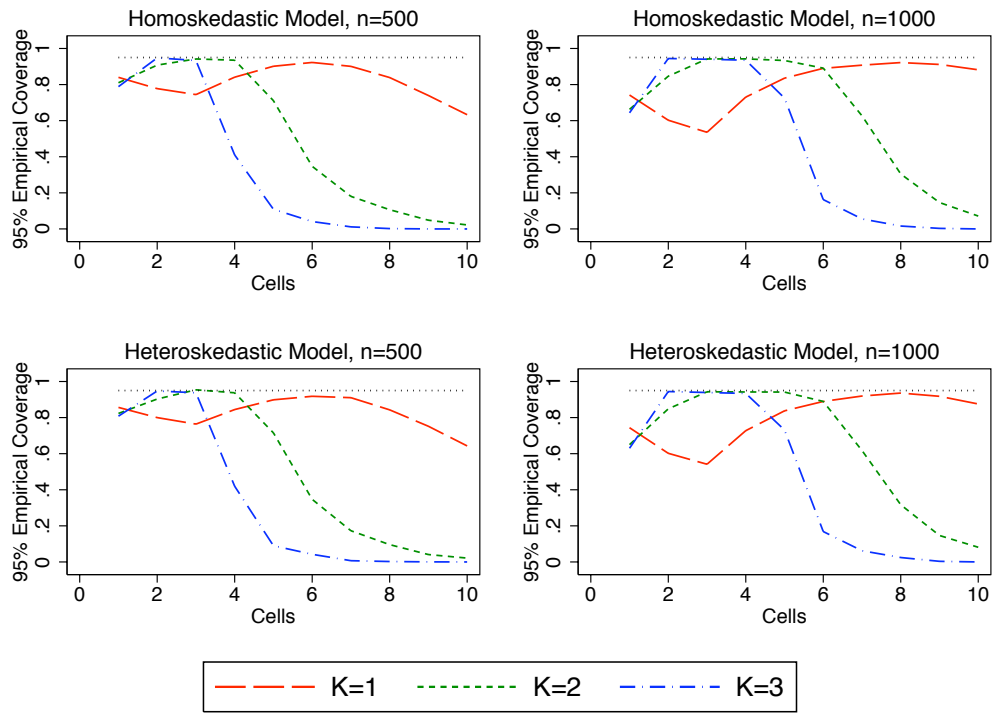 Homoskedastic Model, n=500
95% Empirical Coverage
1
.8
.6
.4
.2
0
0 2 4 6 8 10
Cells
Homoskedastic Model, n=1000
95% Empirical Coverage
1
.8
.6
.4
.2
0
0 2 4 6 8 10
Cells
Heteroskedastic Model, n=500
95% Empirical Coverage
1
.8
.6
.4
.2
0
0 2 4 6 8 10
Cells
Heteroskedastic Model, n=1000
95% Empirical Coverage
1
.8
.6
.4
.2
0
0 2 4 6 8 10
Cells
K=1 K=2 K=3